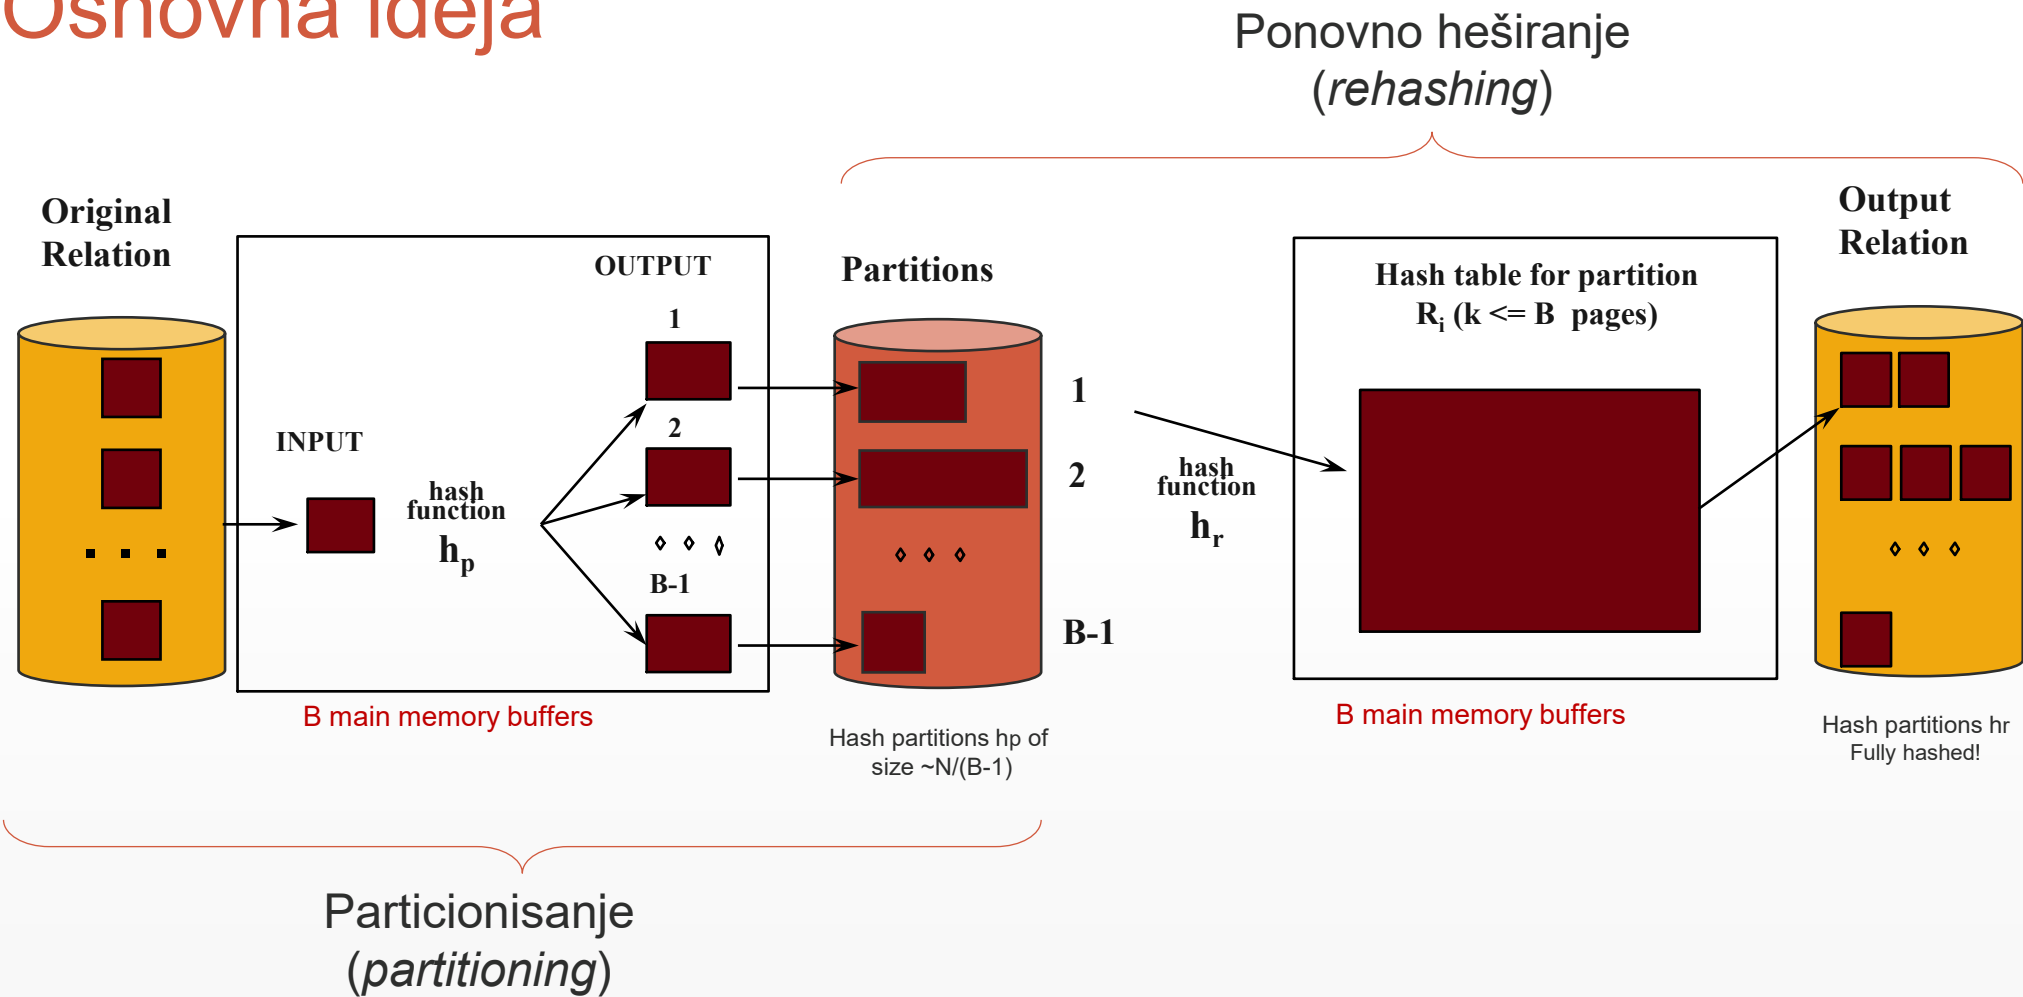 Osnovna ideja
Ponovno heširanje
(rehashing)
Original
Relation
OUTPUT
1
2
B-1
INPUT
hash
function
hp
B main memory buffers
Partitions
1
2
B-1
Hash partitions hp of
size ~N/(B-1)
hash
function
hr
Hash table for partition
Ri (k <= B pages)
B main memory buffers
Output
Relation
Hash partitions hr
Fully hashed!
Particionisanje
(partitioning)